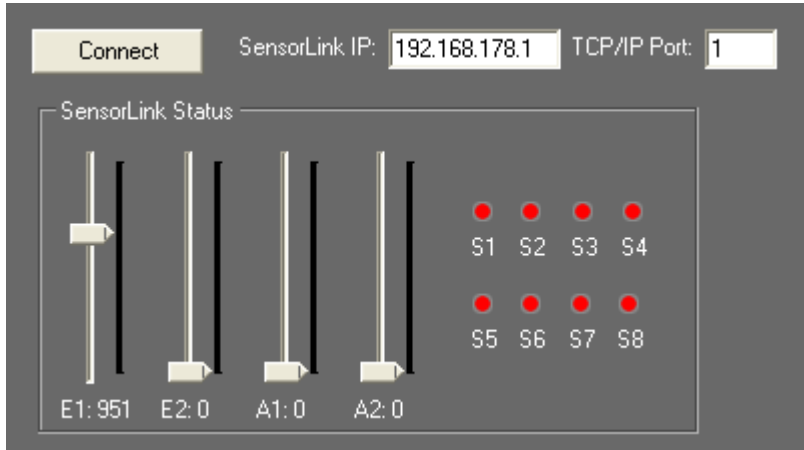 Connect SensorLink IP: 192.168.178.1 TCP/IP Port: 1
SensorLink Status
S1 S2 S3 S4
S5 S6 S7 S8
E1: 951 E2: 0 A1: 0 A2: 0